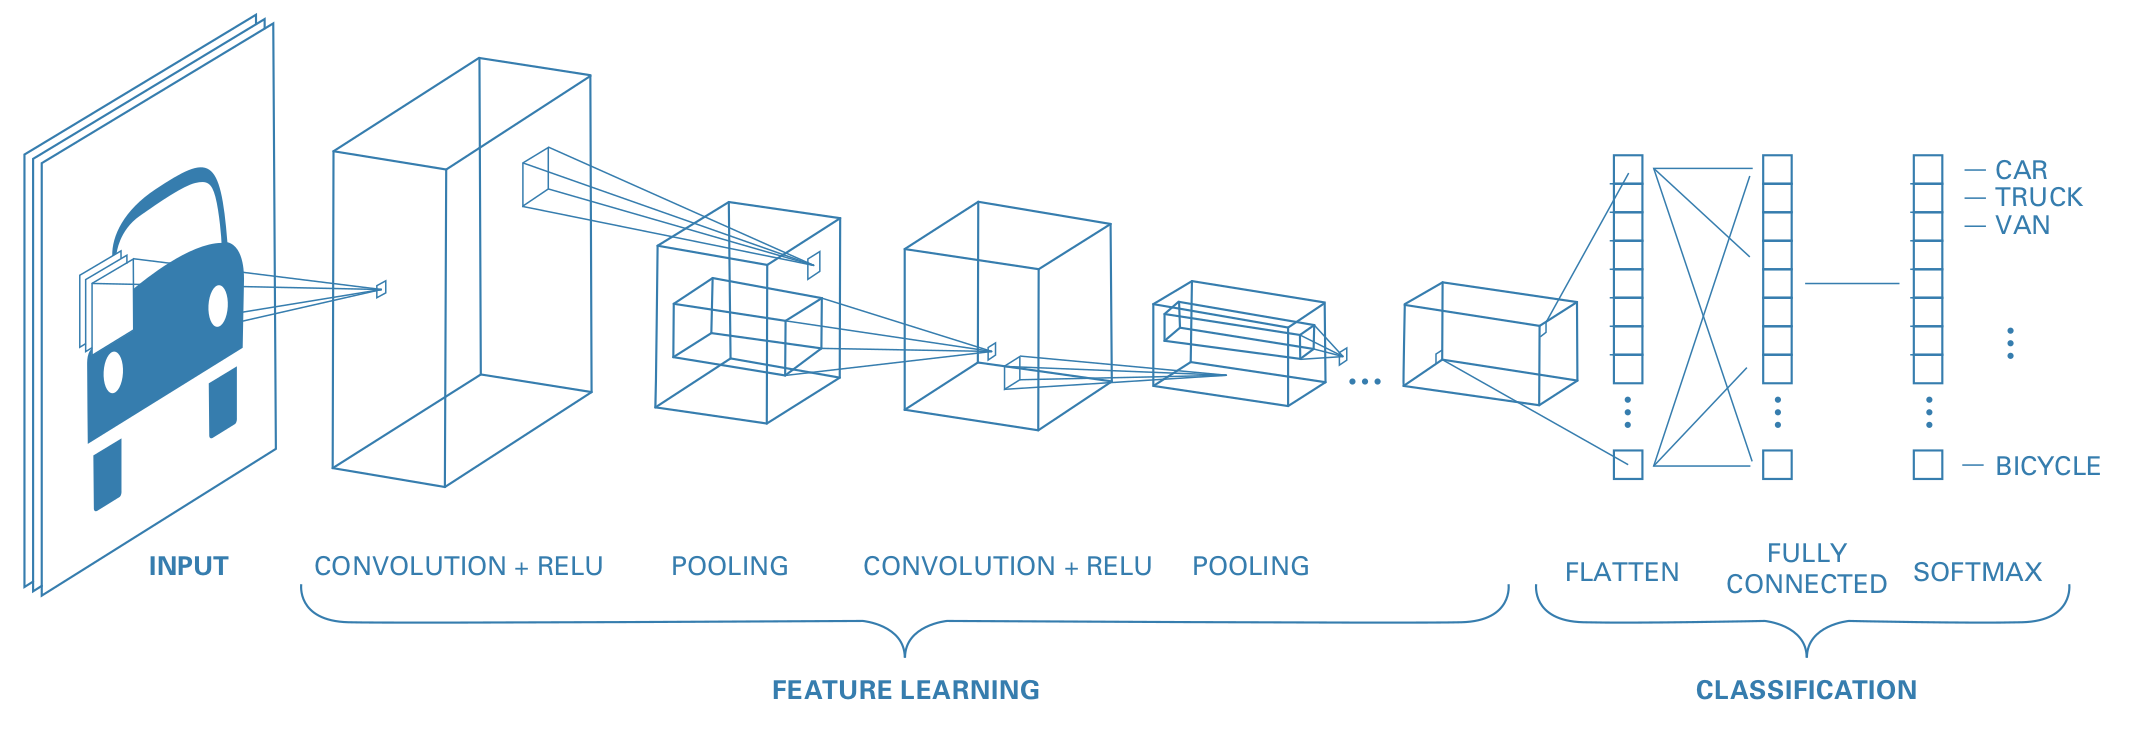 — CAR
— TRUCK
— VAN
— BICYCLE
INPUT
CONVOLUTION + RELU
POOLING
CONVOLUTION + RELU
POOLING
FLATTEN
FULLY
CONNECTED
SOFTMAX
FEATURE LEARNING
CLASSIFICATION